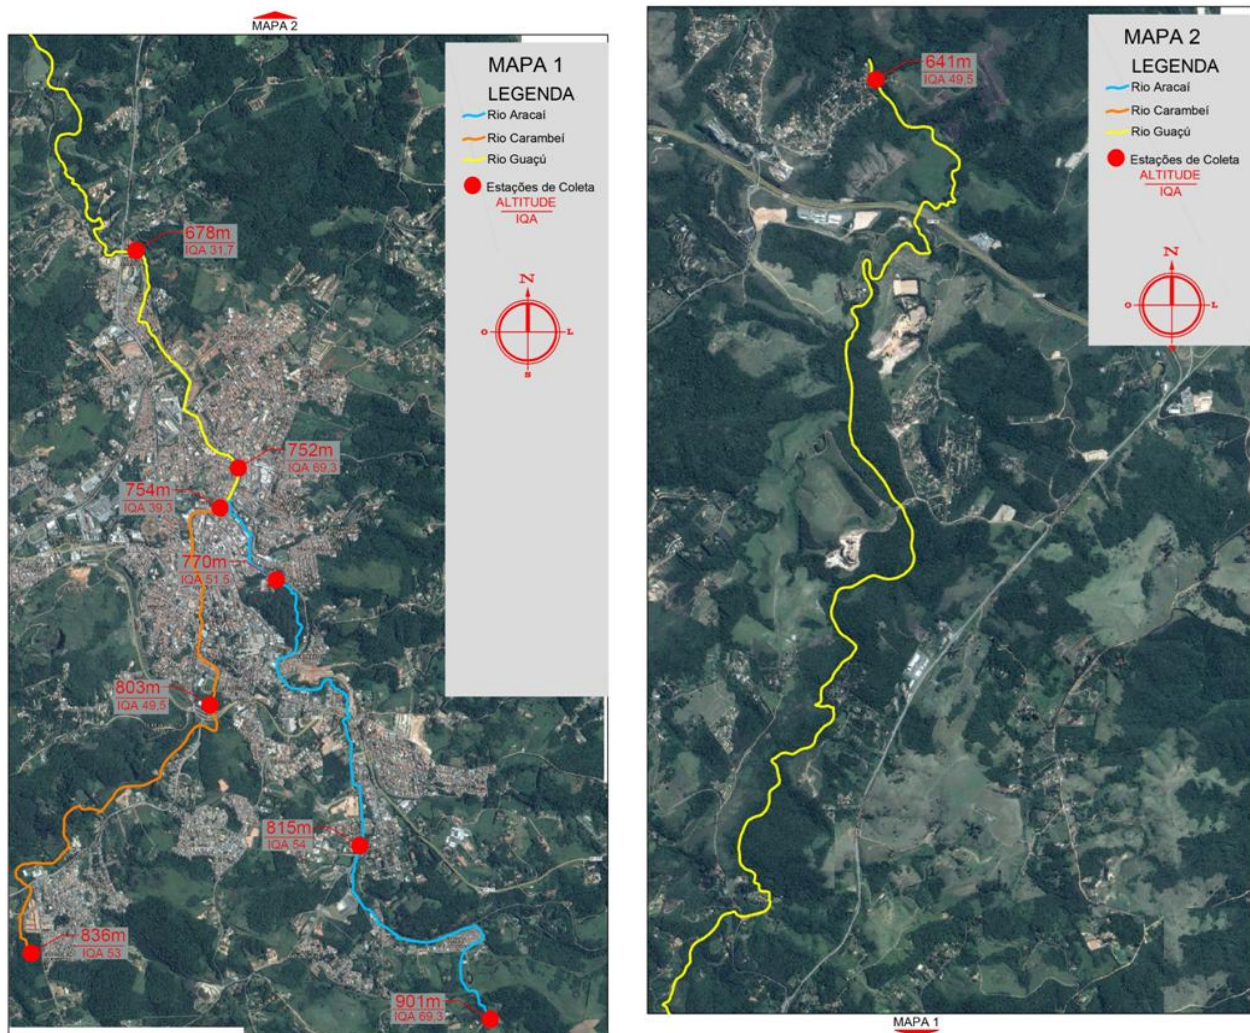 MAPA 2
MAPA 1
LEGENDA
Rio Aracaí
Rio Carambeí
Rio Guaçú
Estações de Coleta
ALTITUDE
IQA
N
O
L
S
678m
IQA 31,7
752m
IQA 69,3
754m
IQA 39,3
770m
IQA 51,5
803m
IQA 49,5
815m
IQA 54
836m
IQA 53
901m
IQA 69,3
MAPA 2
LEGENDA
Rio Aracaí
Rio Carambeí
Rio Guaçú
Estações de Coleta
ALTITUDE
IQA
N
O
L
S
641m
IQA 49,5
MAPA 1